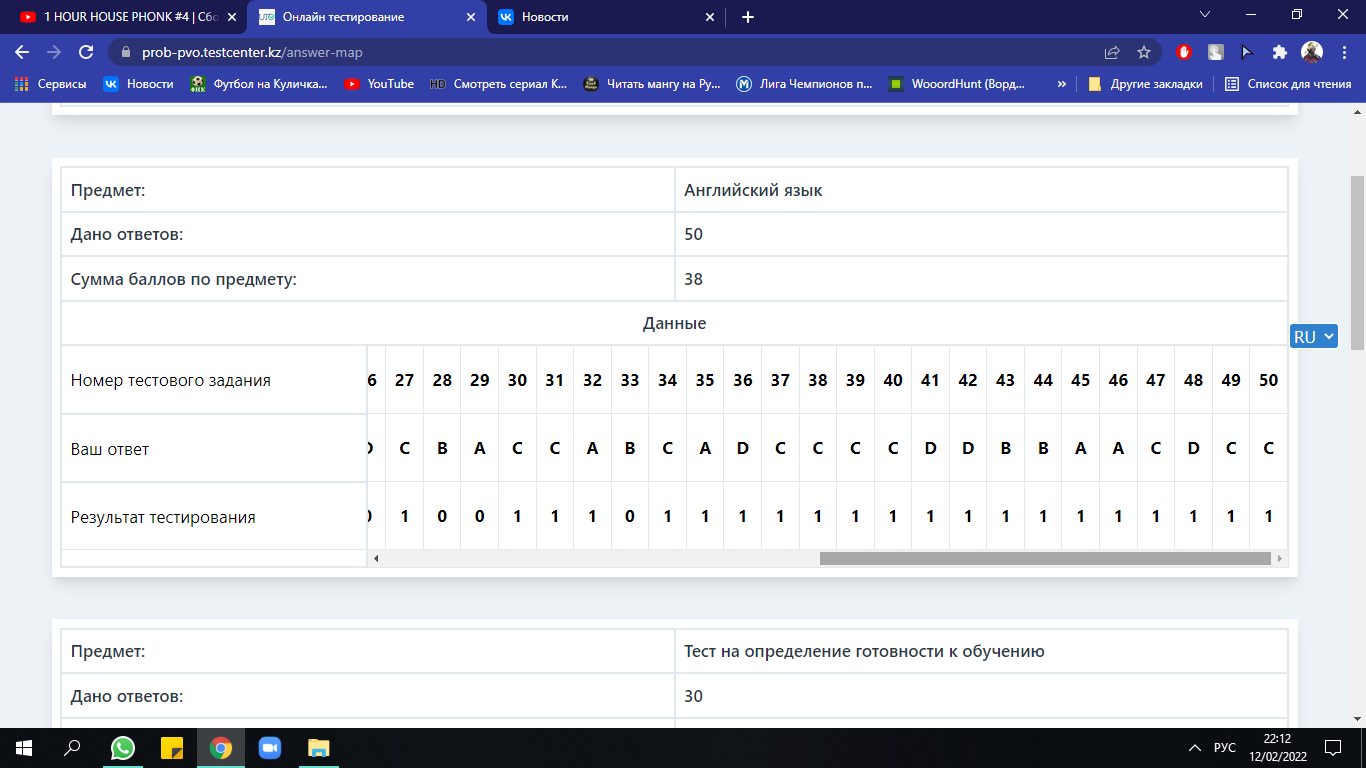 1 HOUR HOUSE PHONK #4 | Сбо
Онлайн тестирование
Новости
prob-pvo.testcenter.kz/answer-map
Сервисы Новости Футбол на Куличка... YouTube HD Смотреть сериал K... Читать мангу на Ру... Лига Чемпионов п... WooordHunt (Ворд... » Другие закладки Список для чтения
Предмет: Английский язык
Дано ответов: 50
Сумма баллов по предмету: 38
Данные
RU
Номер тестового задания 6 27 28 29 30 31 32 33 34 35 36 37 38 39 40 41 42 43 44 45 46 47 48 49 50
Ваш ответ D C B A C C A B C A D C C C C D D B B A A C D C C
Результат тестирования 0 1 0 0 1 1 1 0 1 1 1 1 1 1 1 1 1 1 1 1 1 1 1 1 1
Предмет: Тест на определение готовности к обучению
Дано ответов: 30
РУС
22:12
12/02/2022